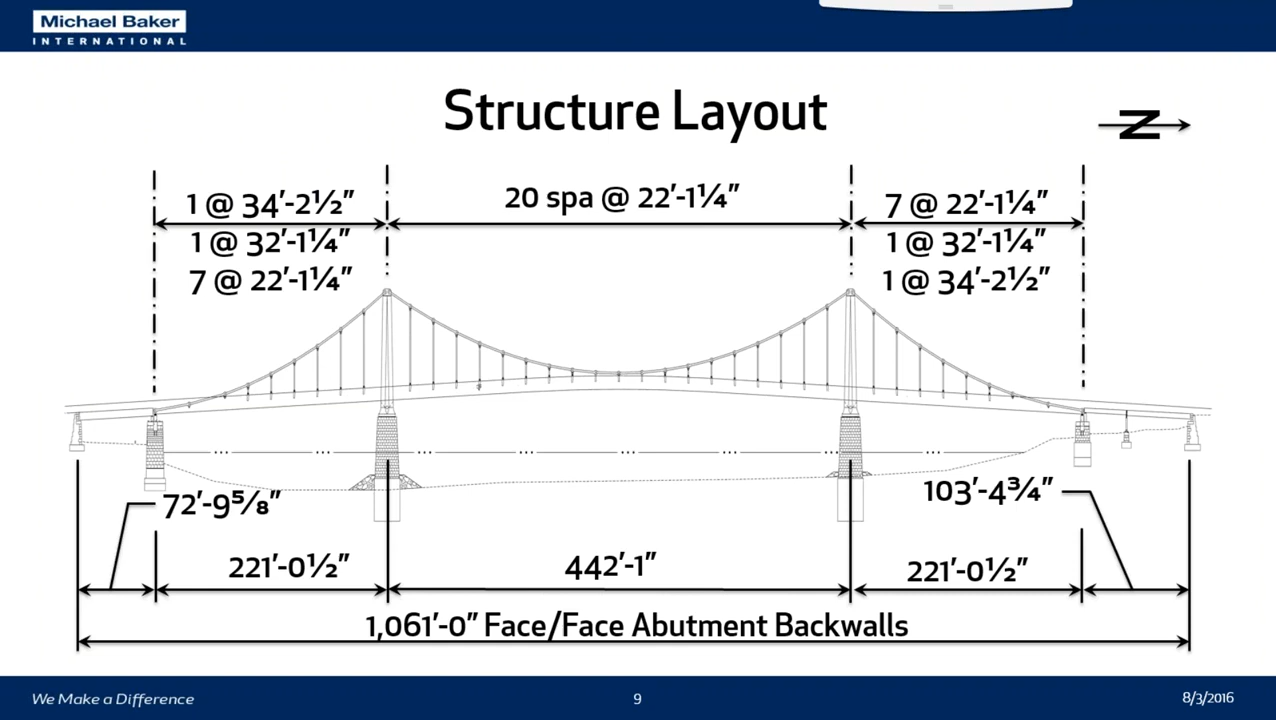 Michael Baker
INTERNATIONAL
Structure Layout
N
1 @ 34′-2½″
1 @ 32′-1¼″
7 @ 22′-1¼″
20 spa @ 22′-1¼″
7 @ 22′-1¼″
1 @ 32′-1¼″
1 @ 34′-2½″
72′-9⅝″
103′-4¾″
221′-0½″
442′-1″
221′-0½″
1,061′-0″ Face/Face Abutment Backwalls
We Make a Difference
9
8/3/2016